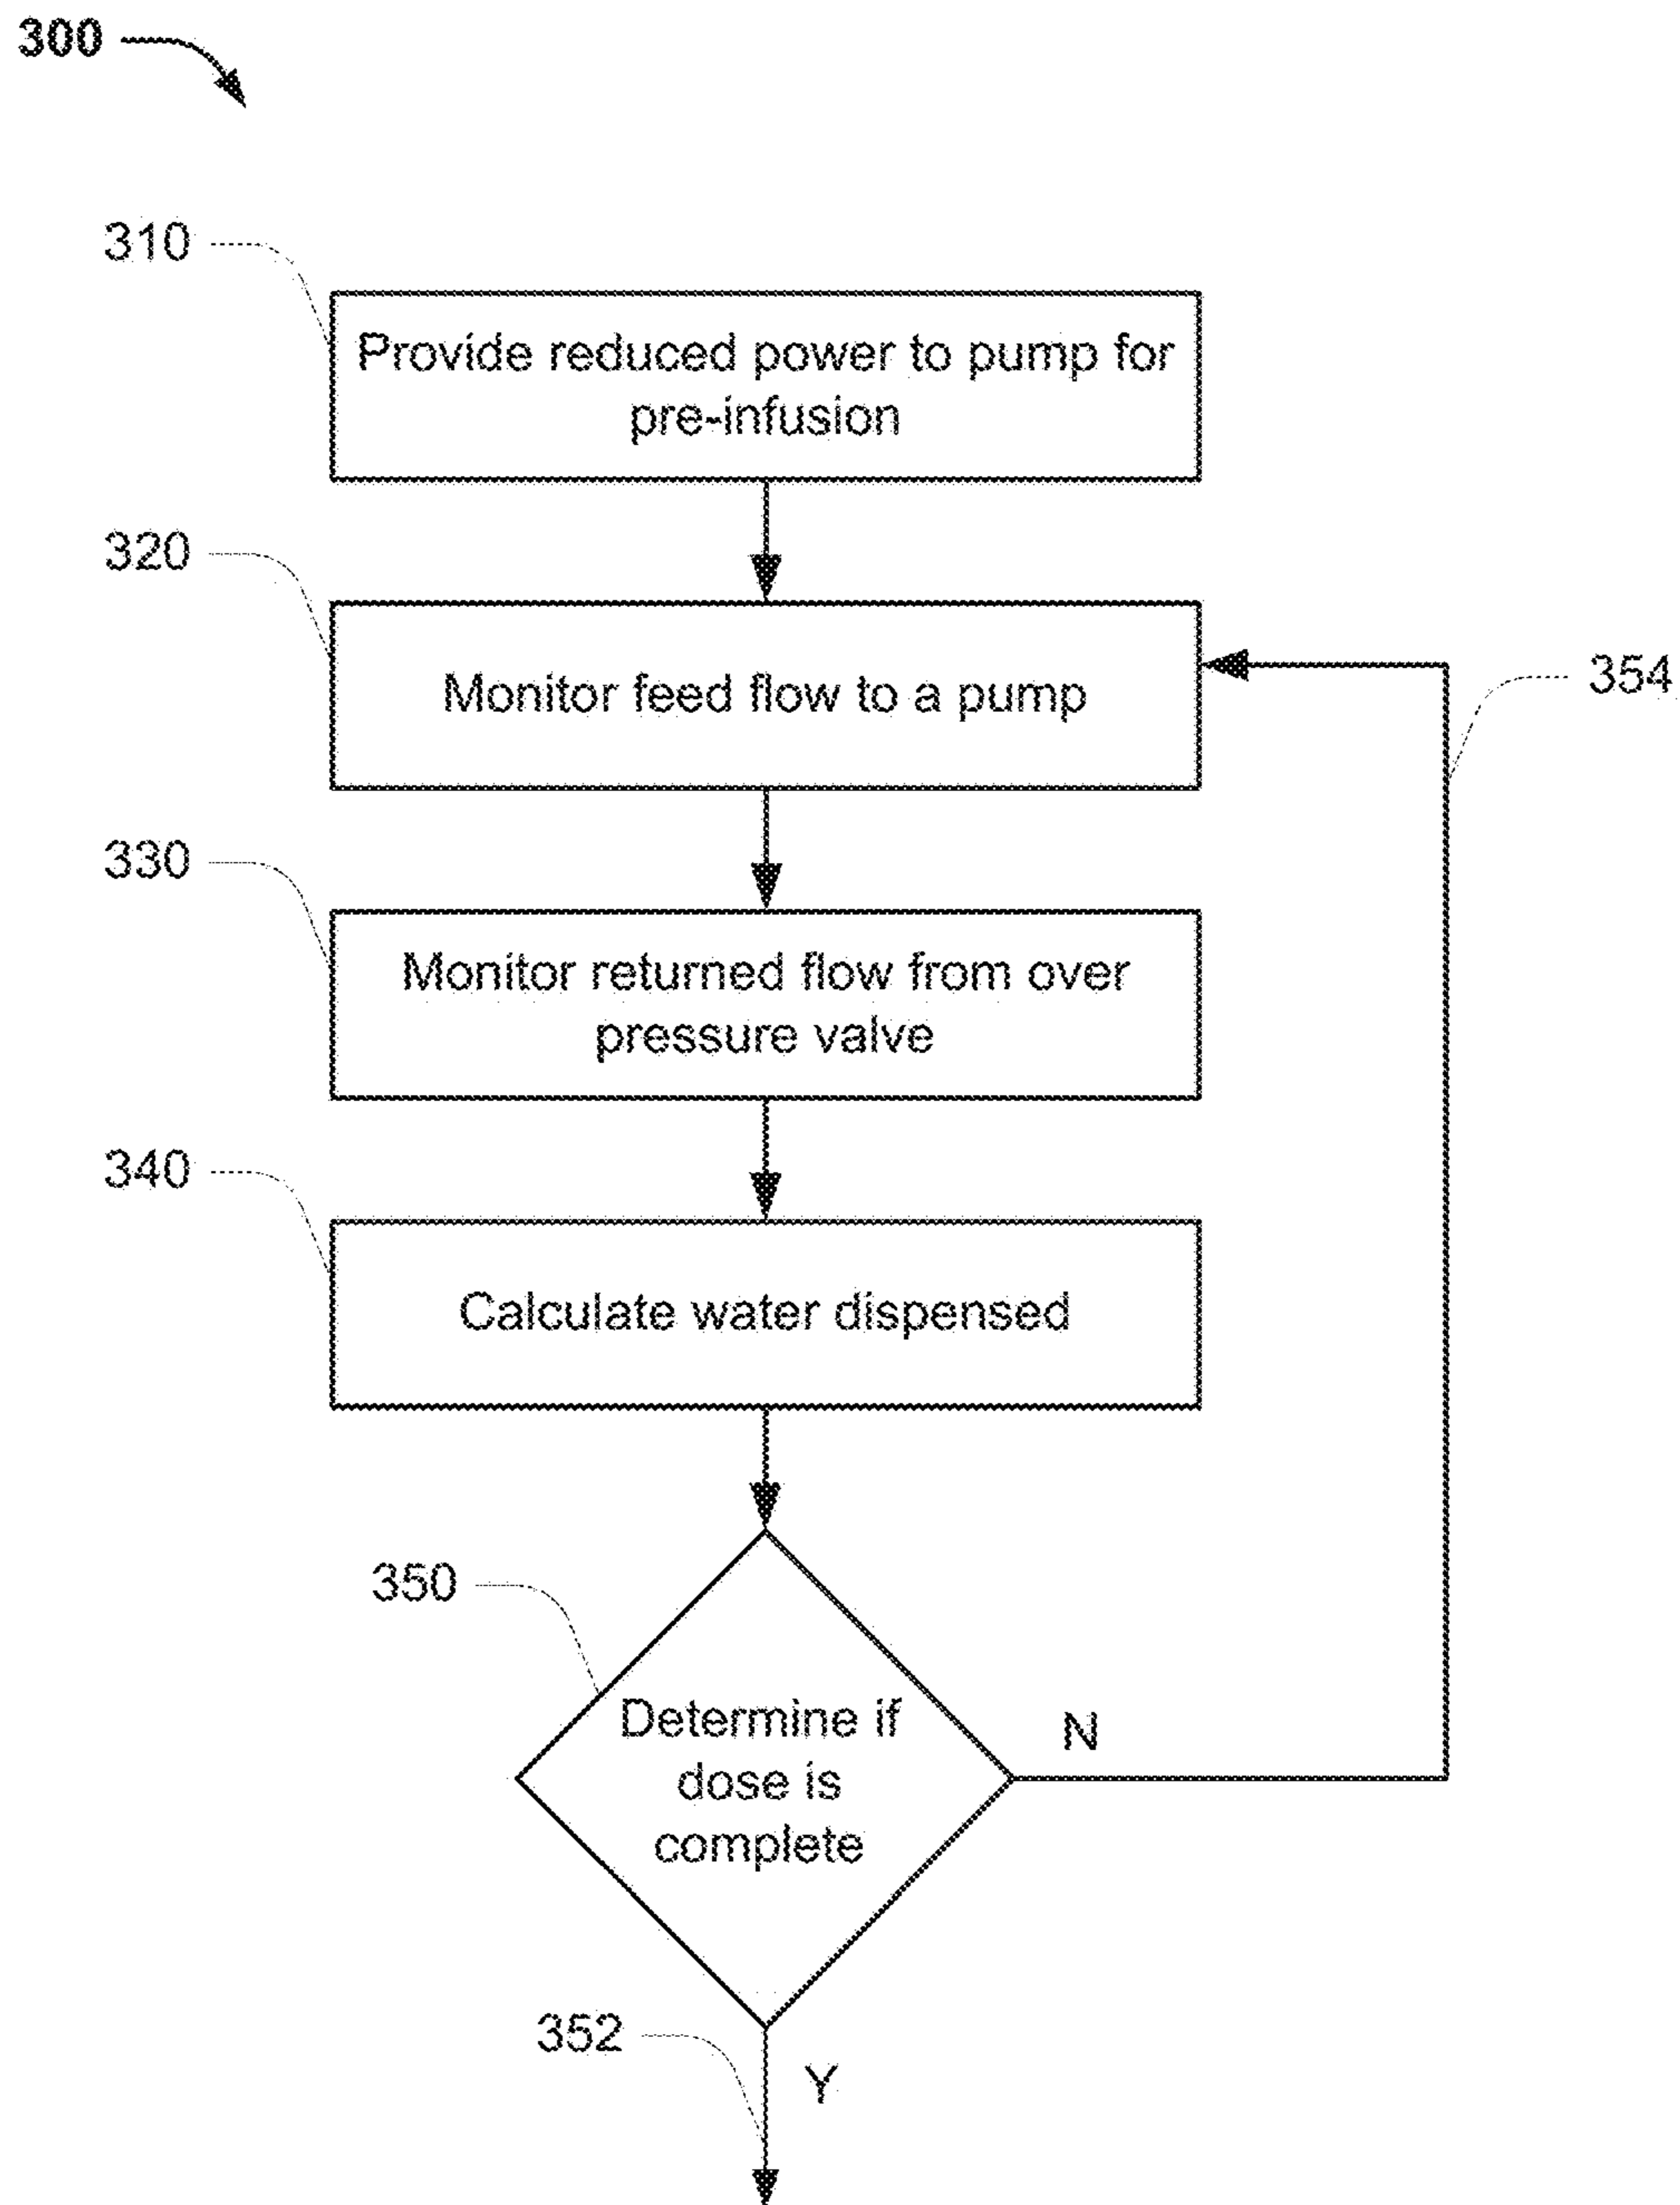 300
310
Provide reduced power to pump for
pre-infusion
320
Monitor feed flow to a pump
354
330
Monitor returned flow from over
pressure valve
340
Calculate water dispensed
350
Determine if
dose is
complete
N
352
Y